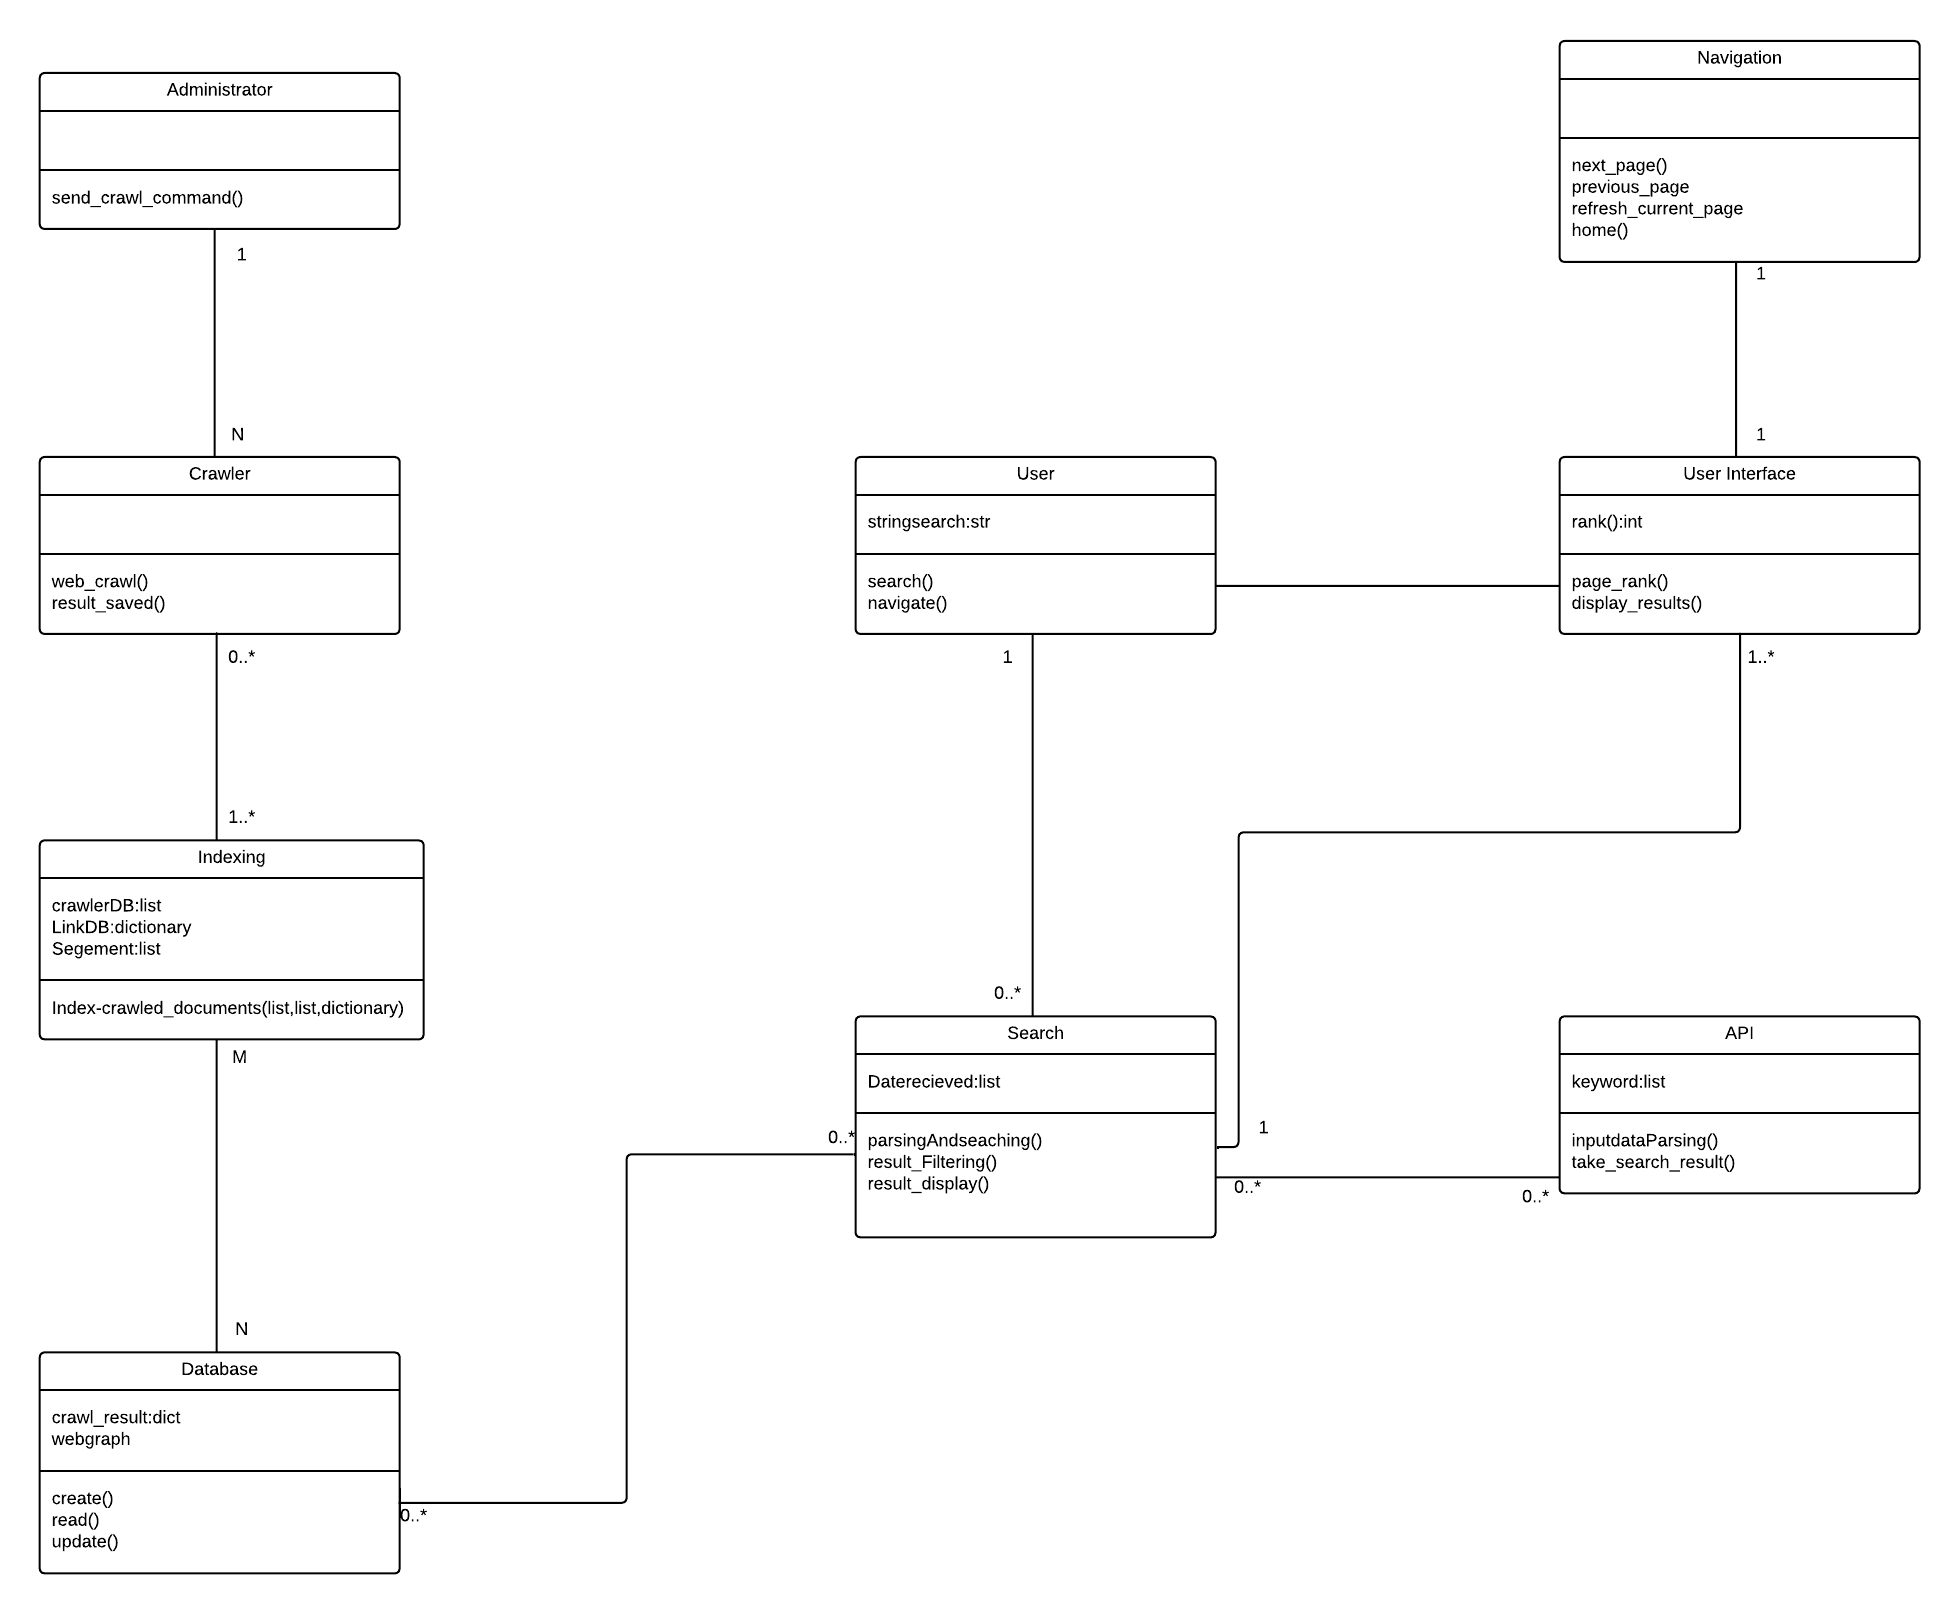 Administrator
send_crawl_command()
1
N
Crawler
web_crawl()
result_saved()
0..*
1..*
Indexing
crawlerDB:list
LinkDB:dictionary
Segement:list
Index-crawled_documents(list,list,dictionary)
M
N
Database
crawl_result:dict
webgraph
create()
read()
update()
0..*
User
stringsearch:str
search()
navigate()
1
0..*
Search
Daterecieved:list
parsingAndseaching()
result_Filtering()
result_display()
0..*
1
0..*
0..*
Navigation
next_page()
previous_page
refresh_current_page
home()
1
1
User Interface
rank():int
page_rank()
display_results()
1..*
API
keyword:list
inputdataParsing()
take_search_result()